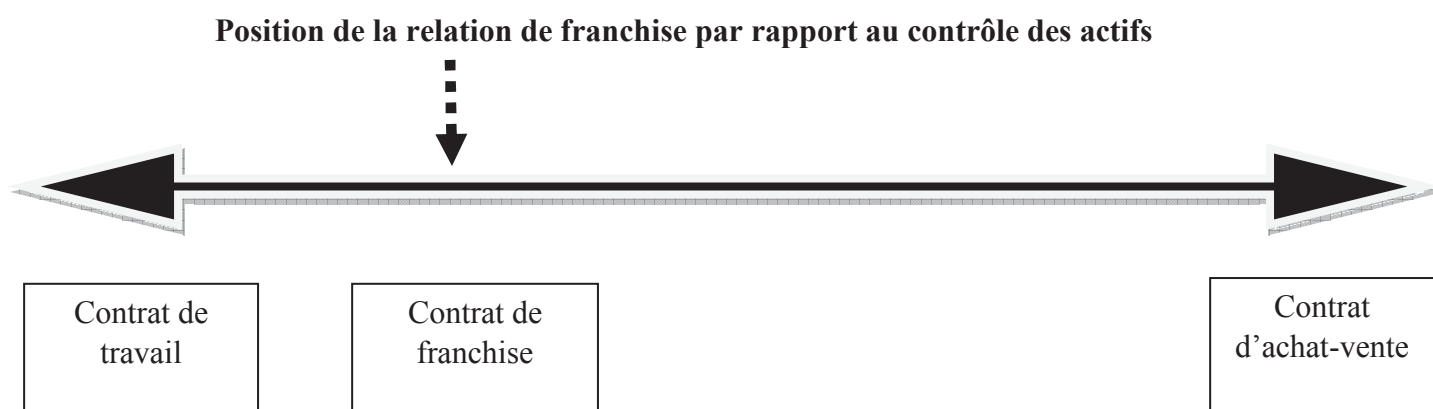 Position de la relation de franchise par rapport au contrôle des actifs
Contrat de
travail
Contrat de
franchise
Contrat
d'achat-vente